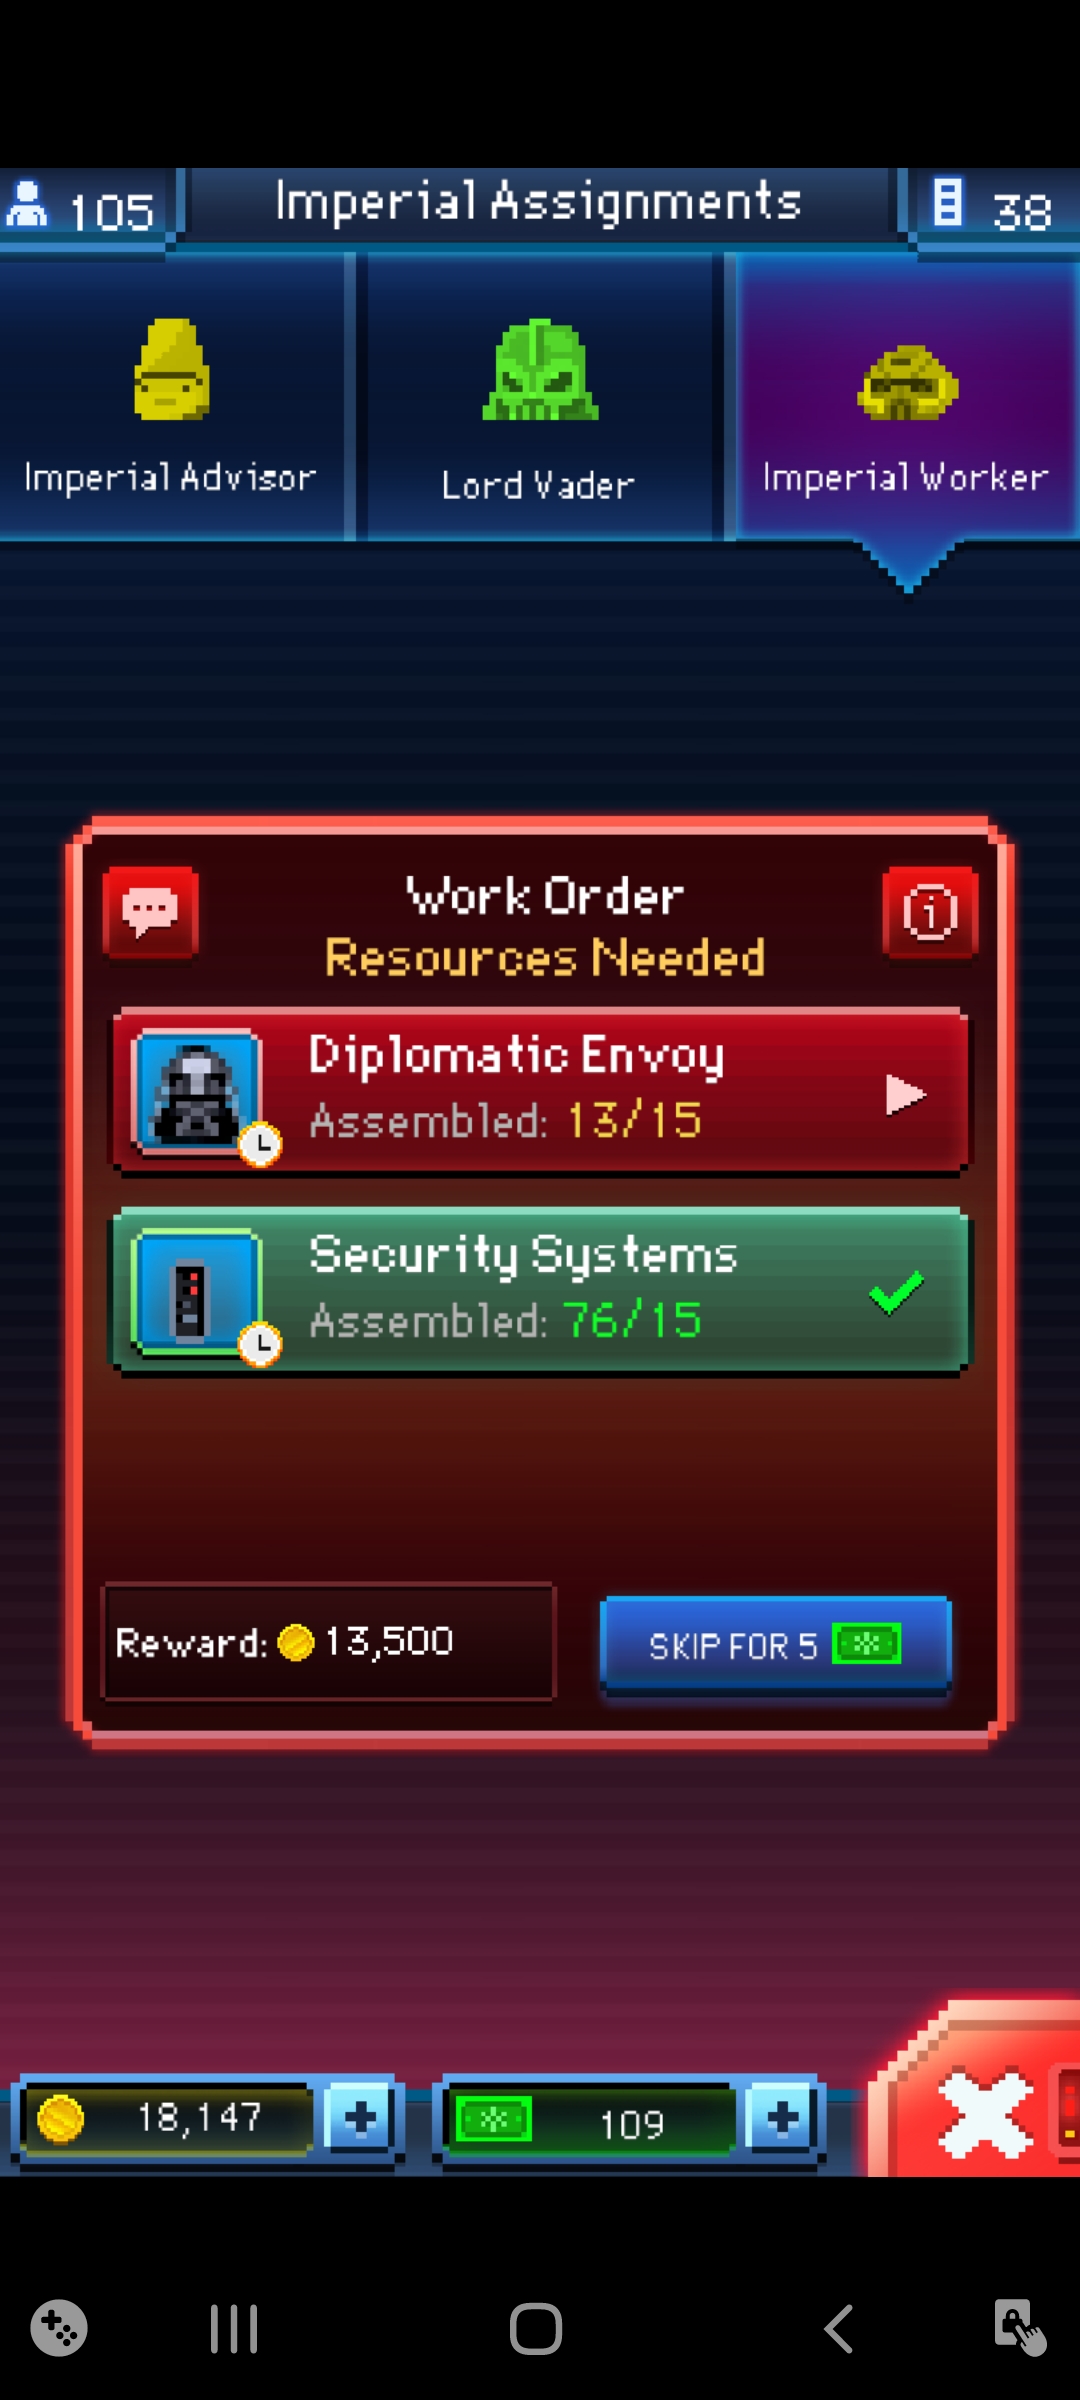 105
Imperial Assignments
38
Imperial Advisor
Lord Vader
Imperial Worker
Work Order
Resources Needed
Diplomatic Envoy
Assembled: 13/15
Security Systems
Assembled: 76/15
Reward: 13,500
SKIP FOR 5
18,147
109